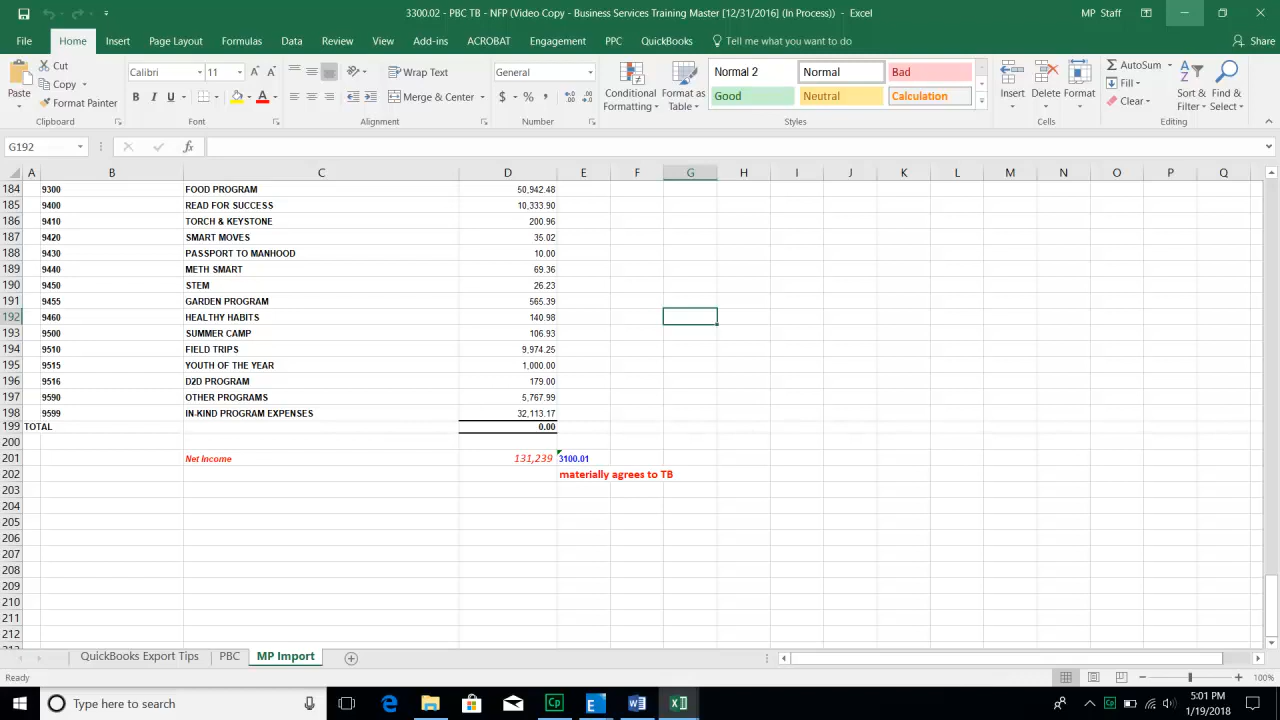 3300.02 - PBC TB - NFP (Video Copy - Business Services Training Master [12/31/2016] (In Process)) - Excel
MP Staff
File Home Insert Page Layout Formulas Data Review View Add-ins ACROBAT Engagement PPC QuickBooks Tell me what you want to do Share
Paste
Cut
Copy
Format Painter
Clipboard
Calibri 11
B I U
Font
Wrap Text
Merge & Center
Alignment
General
$ % ,
Number
Conditional Formatting
Format as Table
Normal 2 Normal Bad
Good Neutral Calculation
Styles
Insert Delete Format
Cells
AutoSum
Fill
Clear
Sort & Filter
Find & Select
Editing
G192
fx
A B C D E F G H I J K L M N O P Q
184 9300 FOOD PROGRAM 50,942.48
185 9400 READ FOR SUCCESS 10,333.90
186 9410 TORCH & KEYSTONE 200.96
187 9420 SMART MOVES 35.02
188 9430 PASSPORT TO MANHOOD 10.00
189 9440 METH SMART 69.36
190 9450 STEM 26.23
191 9455 GARDEN PROGRAM 565.39
192 9460 HEALTHY HABITS 140.98
193 9500 SUMMER CAMP 106.93
194 9510 FIELD TRIPS 9,974.25
195 9515 YOUTH OF THE YEAR 1,000.00
196 9516 D2D PROGRAM 179.00
197 9590 OTHER PROGRAMS 5,767.99
198 9599 IN-KIND PROGRAM EXPENSES 32,113.17
199 TOTAL 0.00
200
201 Net Income 131,239 3100.01
202 materially agrees to TB
203
204
205
206
207
208
209
210
211
212
QuickBooks Export Tips PBC MP Import
Ready
100%
Type here to search
5:01 PM
1/19/2018